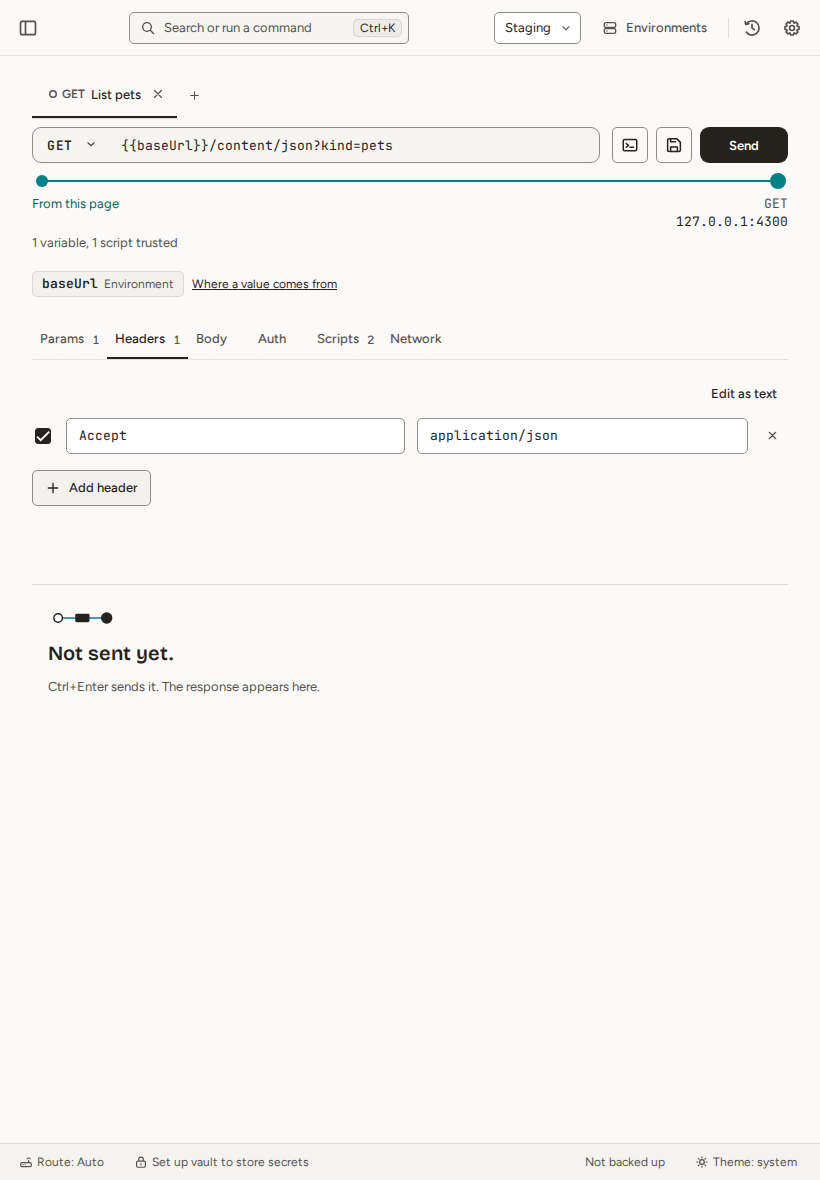 Search or run a command Ctrl+K Staging Environments
GET List pets
GET {{baseUrl}}/content/json?kind=pets Send
From this page GET
127.0.0.1:4300
1 variable, 1 script trusted
baseUrl Environment Where a value comes from
Params 1 Headers 1 Body Auth Scripts 2 Network
Edit as text
Accept application/json
Add header
Not sent yet.
Ctrl+Enter sends it. The response appears here.
Route: Auto Set up vault to store secrets Not backed up Theme: system